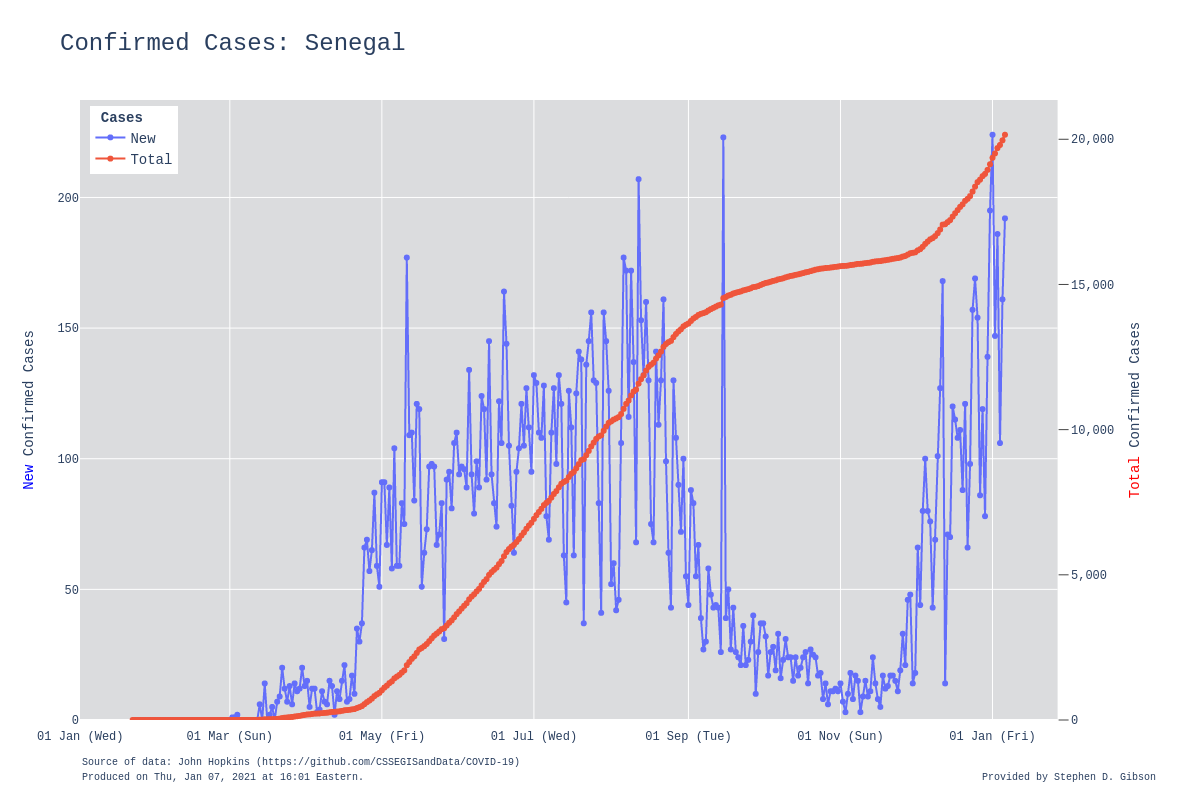 Confirmed Cases: Senegal
Cases
New
Total
200
150
100
50
0
20,000
15,000
10,000
5,000
0
New Confirmed Cases
Total Confirmed Cases
01 Jan (Wed)
01 Mar (Sun)
01 May (Fri)
01 Jul (Wed)
01 Sep (Tue)
01 Nov (Sun)
01 Jan (Fri)
Source of data: John Hopkins (https://github.com/CSSEGISandData/COVID-19)
Produced on Thu, Jan 07, 2021 at 16:01 Eastern.
Provided by Stephen D. Gibson